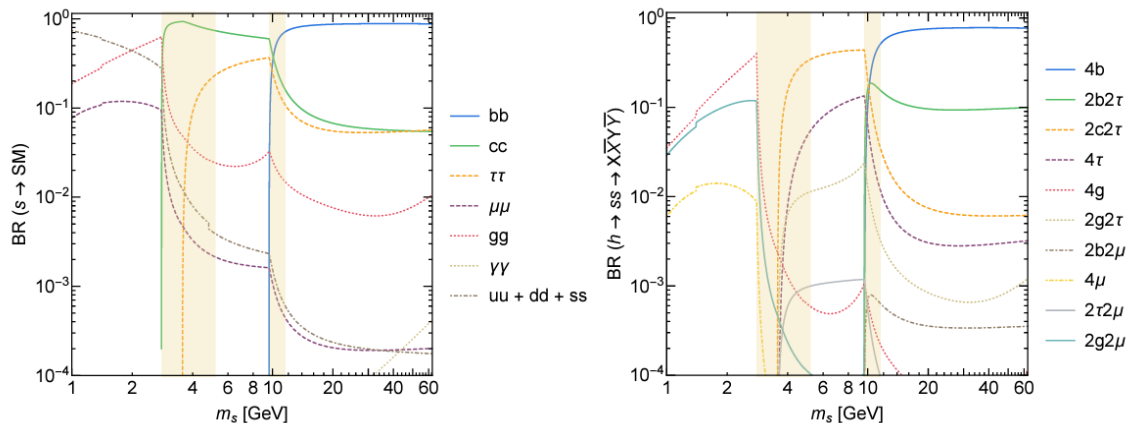 BR (s → SM)
10⁰
10⁻¹
10⁻²
10⁻³
10⁻⁴
1 2 4 6 8 10 20 40 60
mₛ [GeV]
bb
cc
ττ
μμ
gg
γγ
uu + dd + ss
BR (h → ss → XX̅YY̅)
10⁰
10⁻¹
10⁻²
10⁻³
10⁻⁴
1 2 4 6 8 10 20 40 60
mₛ [GeV]
4b
2b2τ
2c2τ
4τ
4g
2g2τ
2b2μ
4μ
2τ2μ
2g2μ